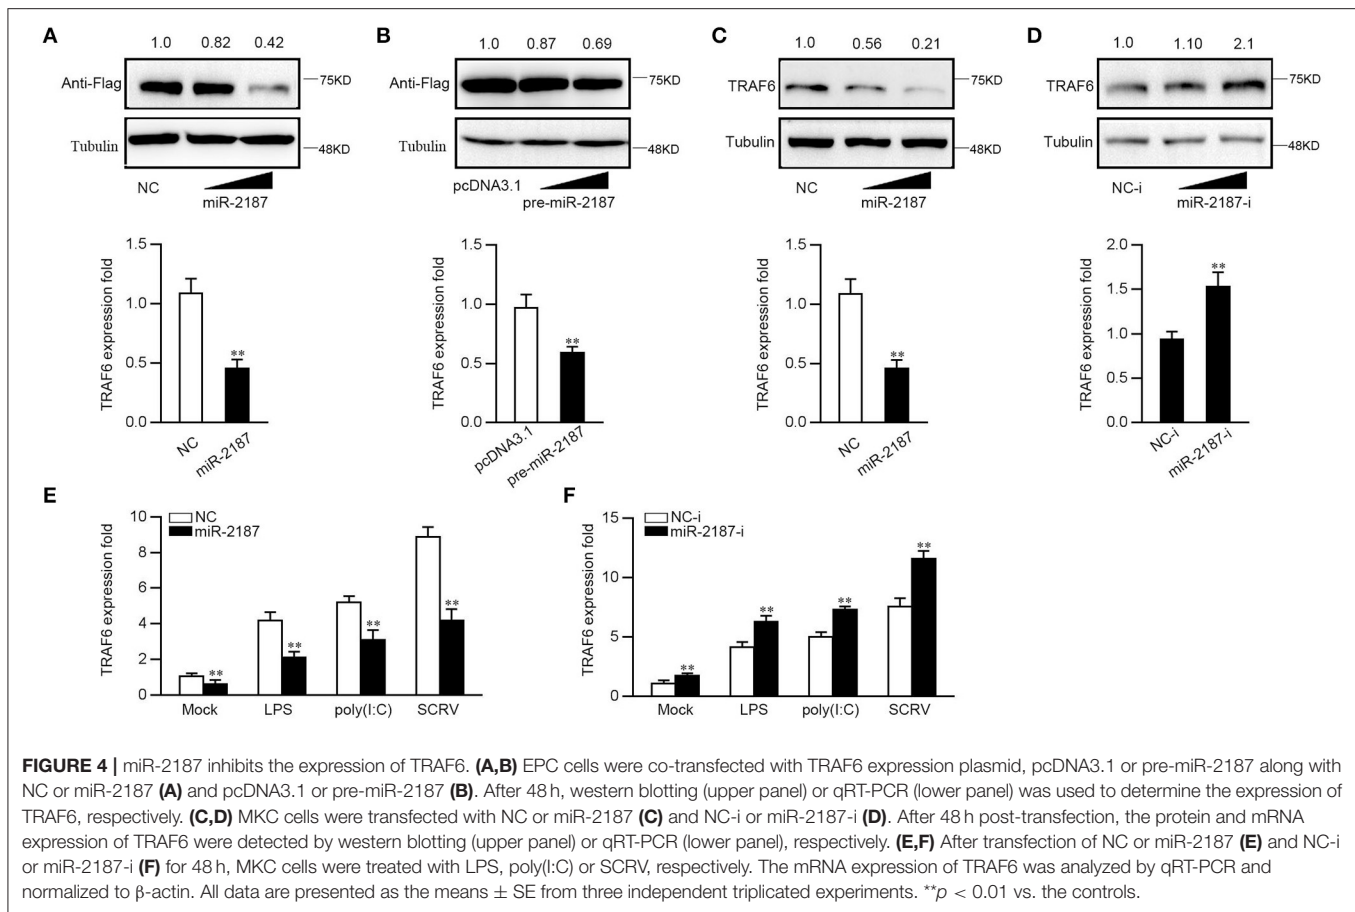 A
1.0 0.82 0.42
Anti-Flag
75KD
Tubulin
48KD
NC
miR-2187
TRAF6 expression fold
1.5
1.0
0.5
0.0
**
NC
miR-2187
B
1.0 0.87 0.69
Anti-Flag
75KD
Tubulin
48KD
pcDNA3.1
pre-miR-2187
TRAF6 expression fold
1.5
1.0
0.5
0.0
**
pcDNA3.1
pre-miR-2187
C
1.0 0.56 0.21
TRAF6
75KD
Tubulin
48KD
NC
miR-2187
TRAF6 expression fold
1.5
1.0
0.5
0.0
**
NC
miR-2187
D
1.0 1.10 2.1
TRAF6
75KD
Tubulin
48KD
NC-i
miR-2187-i
TRAF6 expression fold
2.0
1.5
1.0
0.5
0.0
**
NC-i
miR-2187-i
E
NC
miR-2187
TRAF6 expression fold
10
8
6
4
2
0
**
**
**
**
Mock LPS poly(I:C) SCRV
F
NC-i
miR-2187-i
TRAF6 expression fold
15
10
5
0
**
**
**
**
Mock LPS poly(I:C) SCRV
FIGURE 4 | miR-2187 inhibits the expression of TRAF6. (A,B) EPC cells were co-transfected with TRAF6 expression plasmid, pcDNA3.1 or pre-miR-2187 along with
NC or miR-2187 (A) and pcDNA3.1 or pre-miR-2187 (B). After 48 h, western blotting (upper panel) or qRT-PCR (lower panel) was used to determine the expression of
TRAF6, respectively. (C,D) MKC cells were transfected with NC or miR-2187 (C) and NC-i or miR-2187-i (D). After 48 h post-transfection, the protein and mRNA
expression of TRAF6 were detected by western blotting (upper panel) or qRT-PCR (lower panel), respectively. (E,F) After transfection of NC or miR-2187 (E) and NC-i
or miR-2187-i (F) for 48 h, MKC cells were treated with LPS, poly(I:C) or SCRV, respectively. The mRNA expression of TRAF6 was analyzed by qRT-PCR and
normalized to β-actin. All data are presented as the means ± SE from three independent triplicated experiments. **p < 0.01 vs. the controls.